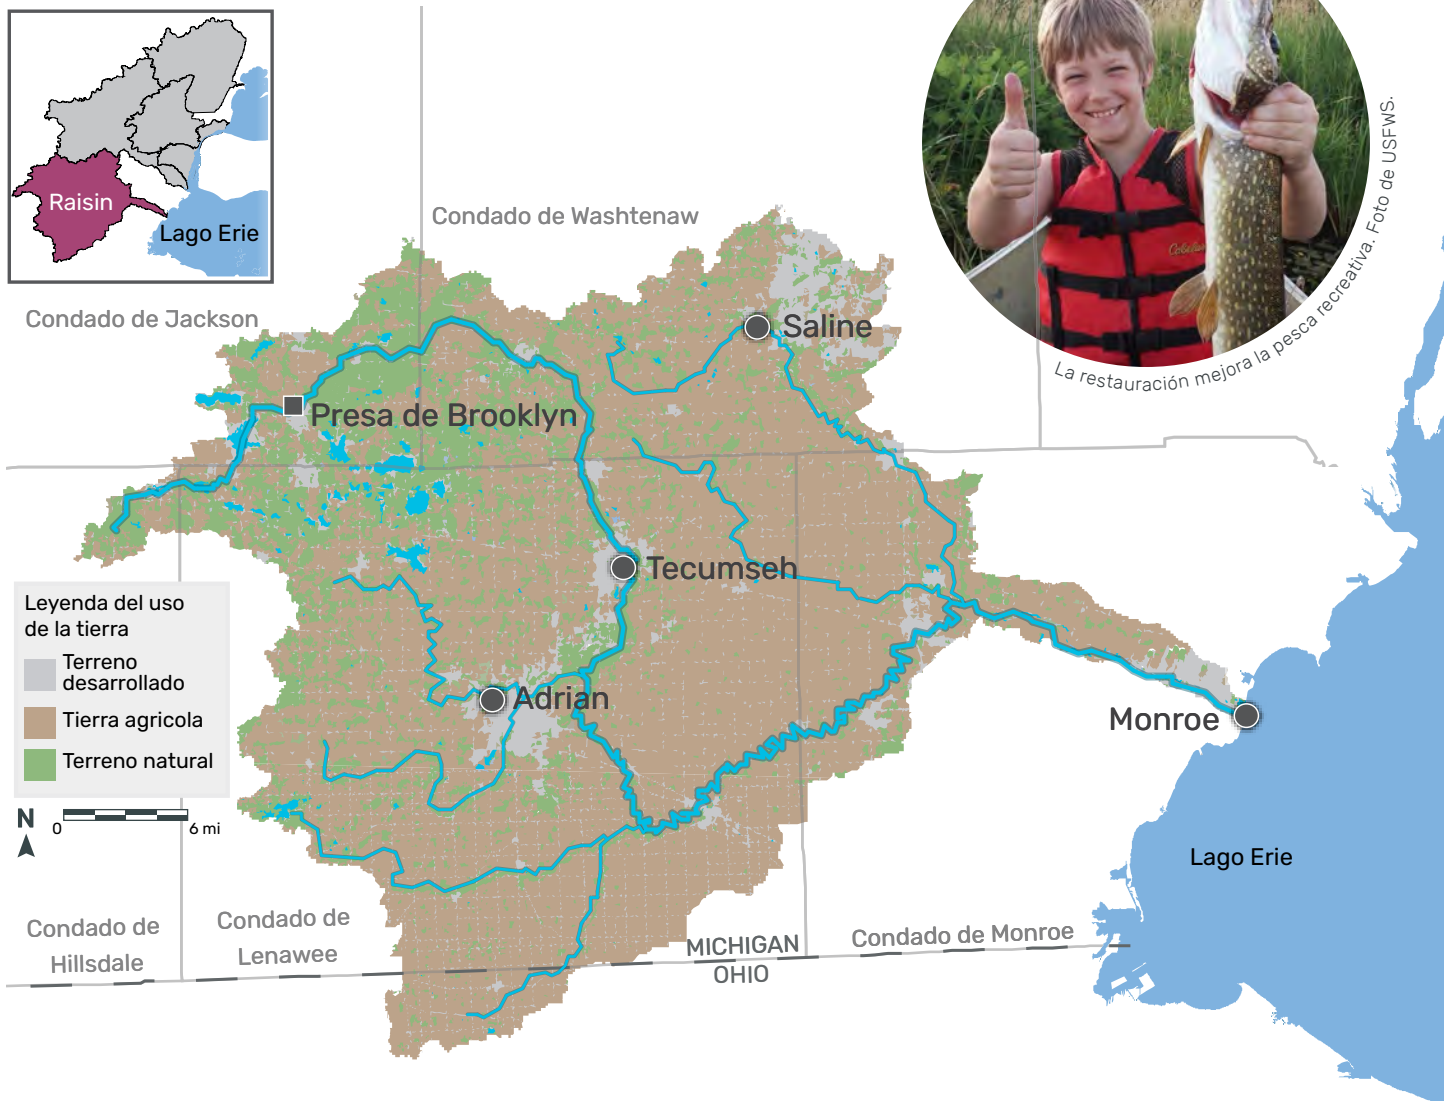 Raisin
Lago Erie
Condado de Washtenaw
Condado de Jackson
Cobelas
La restauración mejora la pesca recreativa. Foto de USFWS.
Saline
Presa de Brooklyn
Tecumseh
Leyenda del uso
de la tierra
Terreno
desarrollado
Tierra agricola
Terreno natural
Adrian
Monroe
N
0
6 mi
Lago Erie
Condado de
Hillsdale
Condado de
Lenawee
MICHIGAN
OHIO
Condado de Monroe